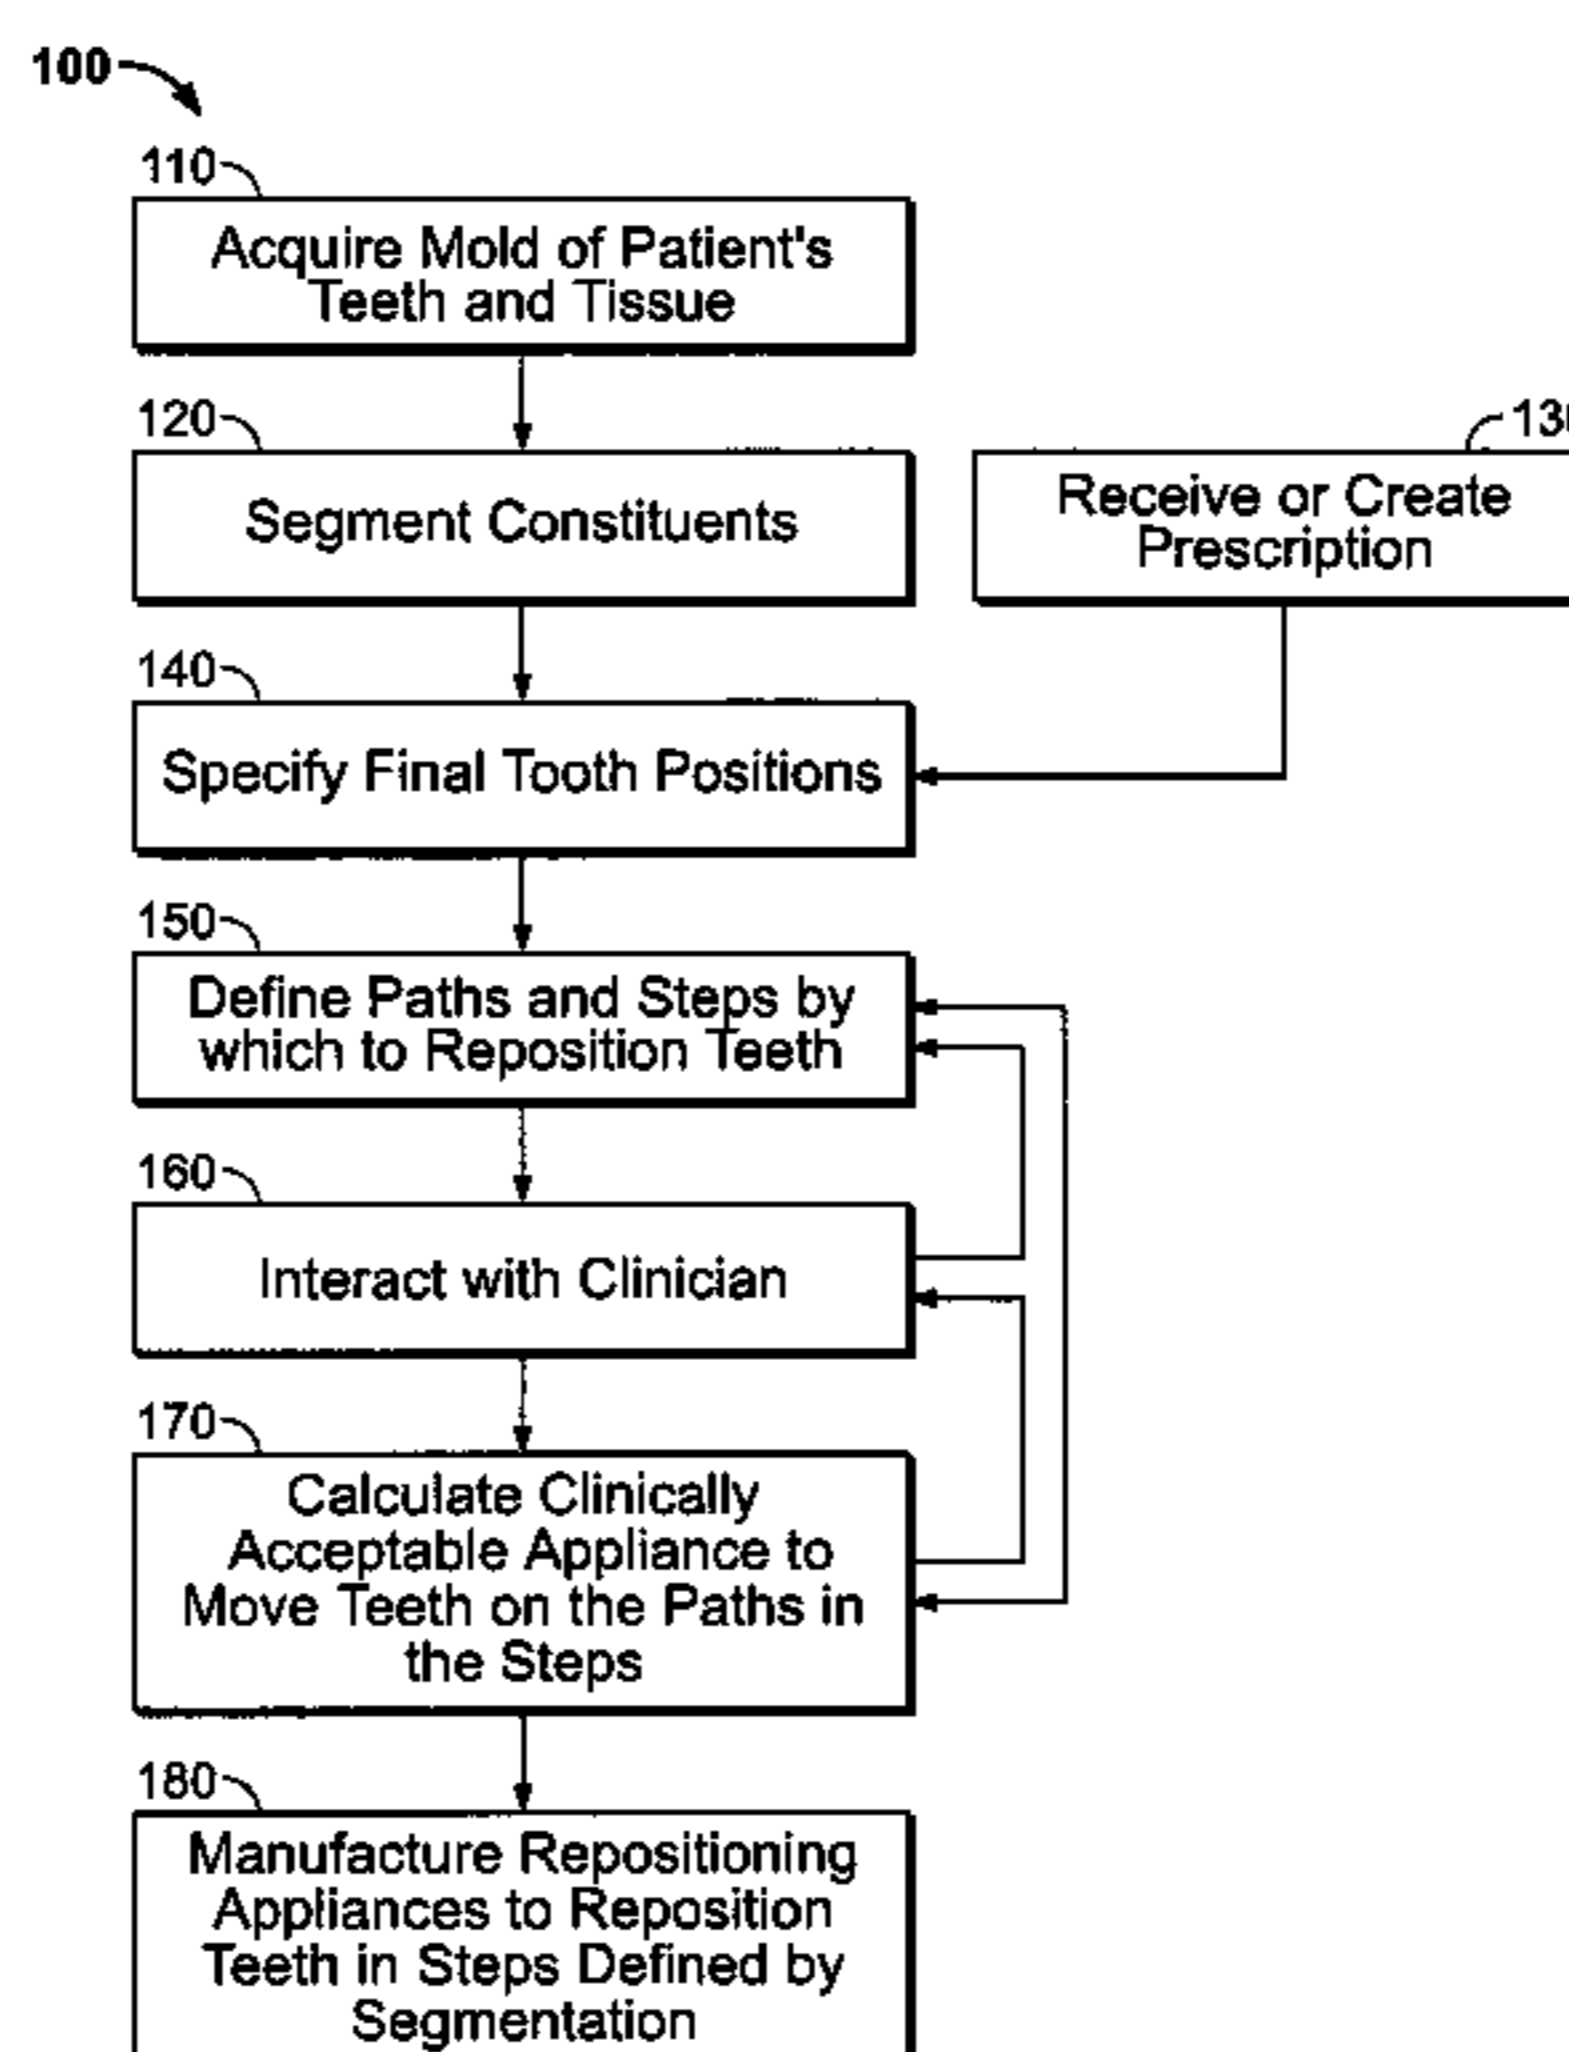 100
110
Acquire Mold of Patient's
Teeth and Tissue
120
Segment Constituents
13
Receive or Create
Prescription
140
Specify Final Tooth Positions
150
Define Paths and Steps by
which to Reposition Teeth
160
Interact with Clinician
170
Calculate Clinically
Acceptable Appliance to
Move Teeth on the Paths in
the Steps
180
Manufacture Repositioning
Appliances to Reposition
Teeth in Steps Defined by
Segmentation